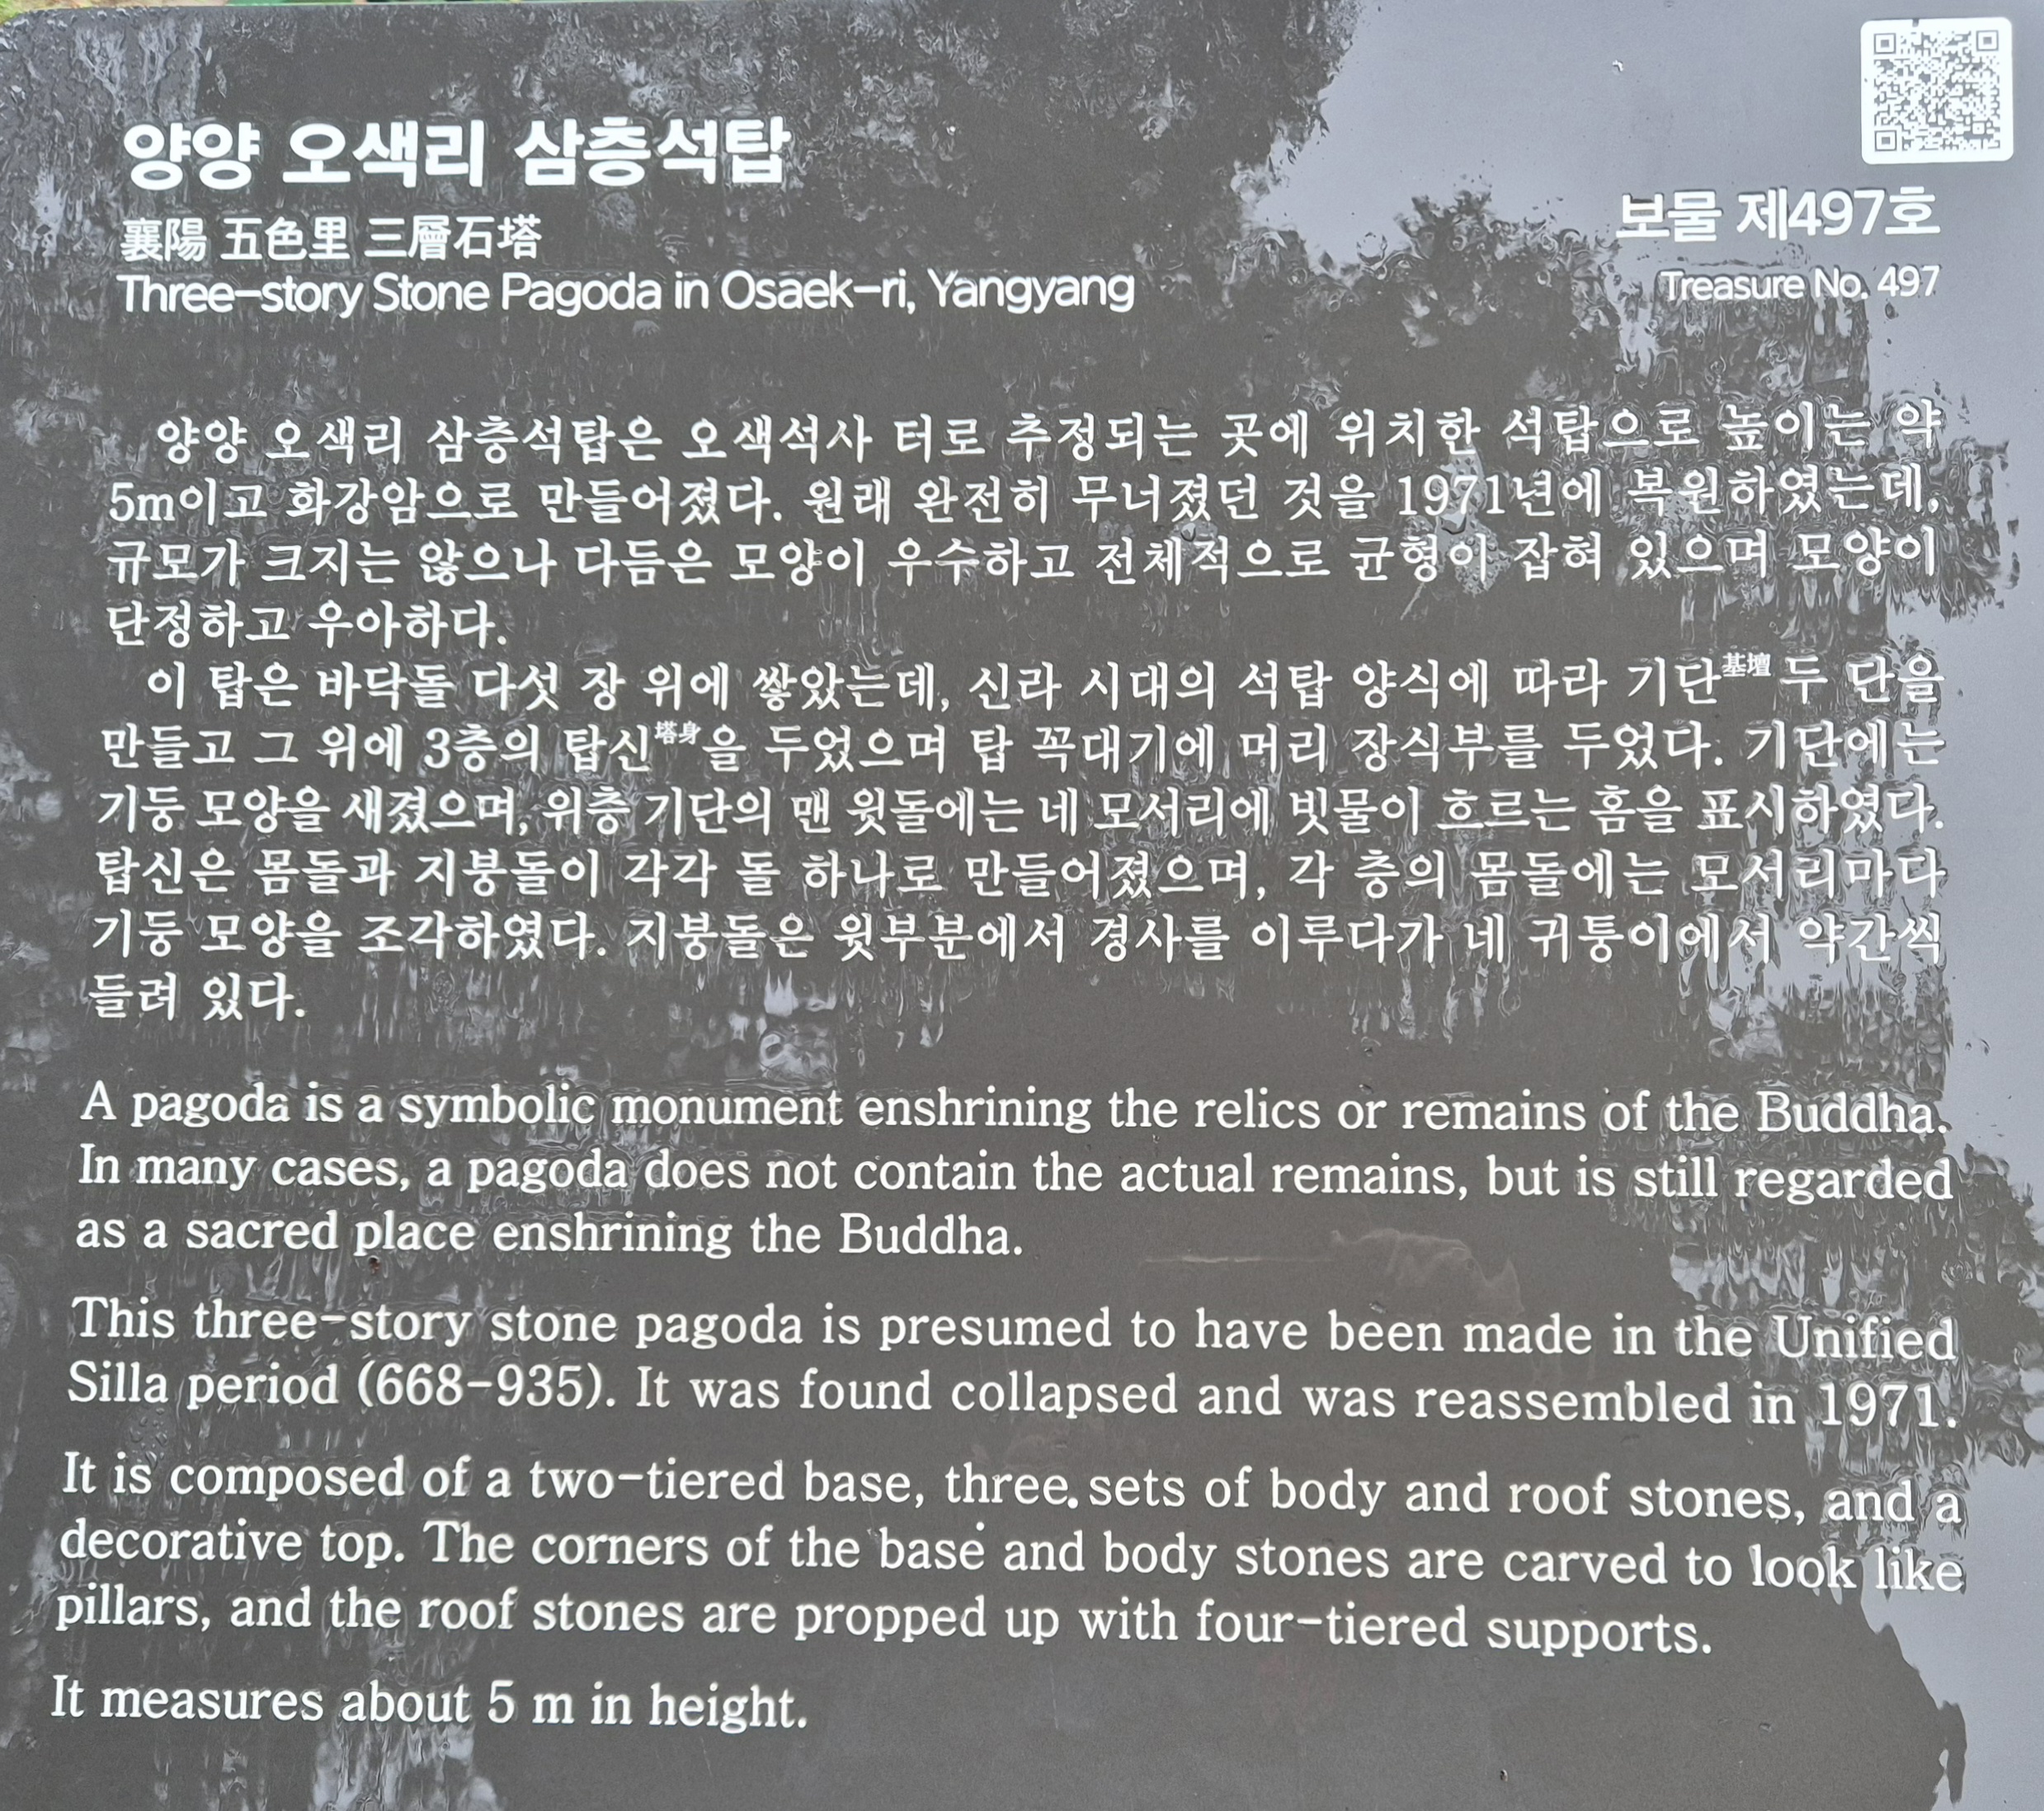 양양 오색리 삼층석탑
襄陽 五色里 三層石塔
Three-story Stone Pagoda in Osaek-ri, Yangyang
보물 제497호
Treasure No. 497
양양 오색리 삼층석탑은 오색석사 터로 추정되는 곳에 위치한 석탑으로 높이는 약
5m이고 화강암으로 만들어졌다. 원래 완전히 무너졌던 것을 1971년에 복원하였는데,
규모가 크지는 않으나 다듬은 모양이 우수하고 전체적으로 균형이 잡혀 있으며 모양이
단정하고 우아하다.
이 탑은 바닥돌 다섯 장 위에 쌓았는데, 신라 시대의 석탑 양식에 따라 기단基壇 두 단을
만들고 그 위에 3층의 탑신塔身을 두었으며 탑 꼭대기에 머리 장식부를 두었다. 기단에는
기둥 모양을 새겼으며, 위층 기단의 맨 윗돌에는 네 모서리에 빗물이 흐르는 홈을 표시하였다.
탑신은 몸돌과 지붕돌이 각각 돌 하나로 만들어졌으며, 각 층의 몸돌에는 모서리마다
기둥 모양을 조각하였다. 지붕돌은 윗부분에서 경사를 이루다가 네 귀퉁이에서 약간씩
들려 있다.
A pagoda is a symbolic monument enshrining the relics or remains of the Buddha.
In many cases, a pagoda does not contain the actual remains, but is still regarded
as a sacred place enshrining the Buddha.
This three-story stone pagoda is presumed to have been made in the Unified
Silla period (668-935). It was found collapsed and was reassembled in 1971.
It is composed of a two-tiered base, three sets of body and roof stones, and a
decorative top. The corners of the base and body stones are carved to look like
pillars, and the roof stones are propped up with four-tiered supports.
It measures about 5 m in height.